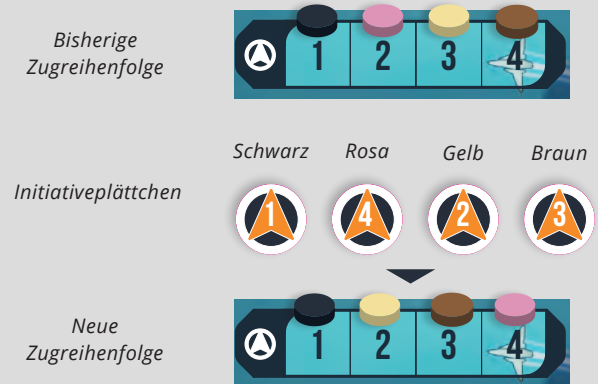 Bisherige
Zugreihenfolge
1 2 3 4
Schwarz Rosa Gelb Braun
Initiativeplättchen
1 4 2 3
Neue
Zugreihenfolge
1 2 3 4